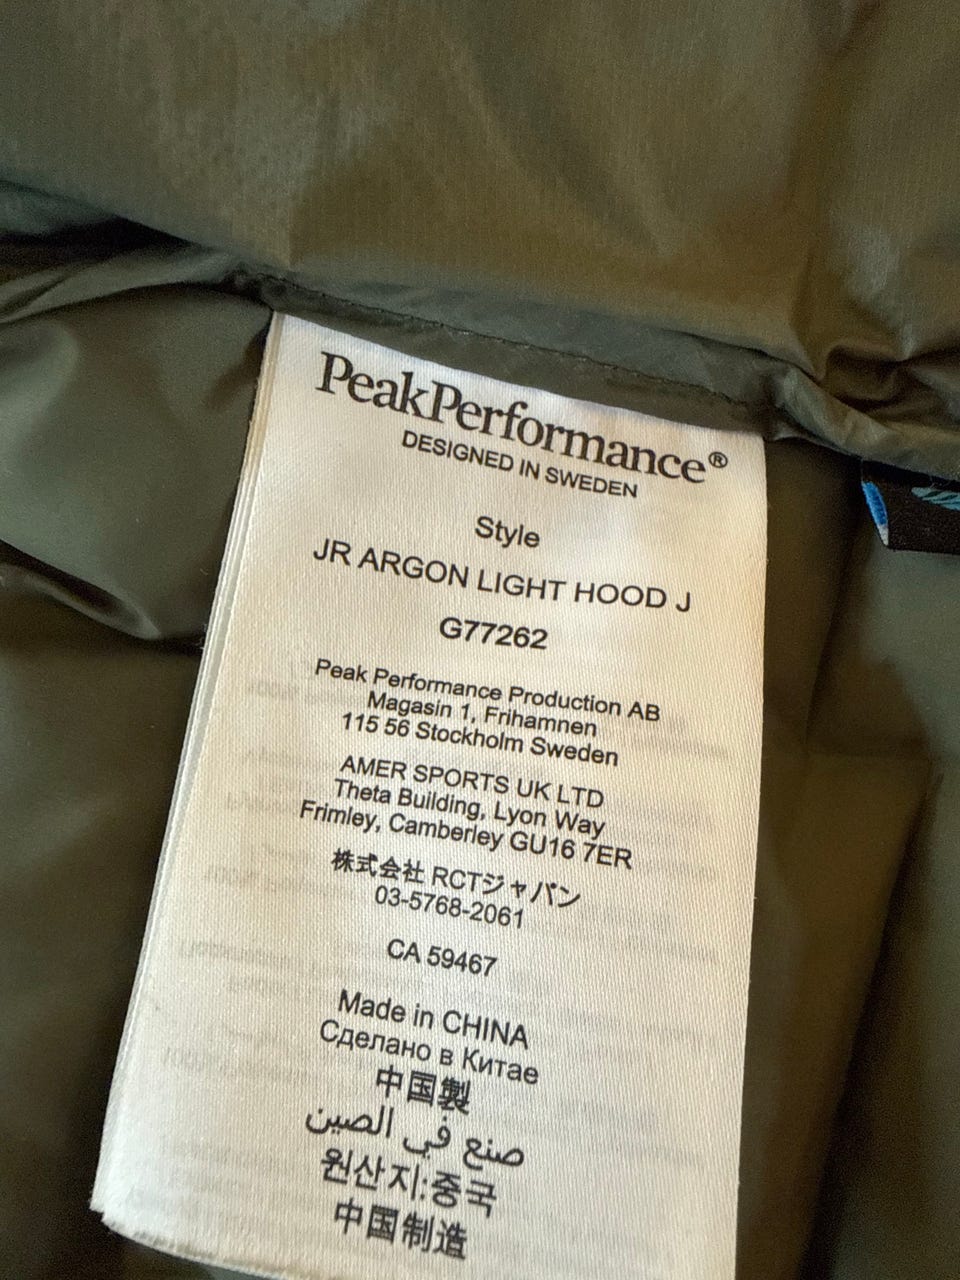 PeakPerformance®
DESIGNED IN SWEDEN
Style
JR ARGON LIGHT HOOD J
G77262
Peak Performance Production AB
Magasin 1, Frihamnen
115 56 Stockholm Sweden
AMER SPORTS UK LTD
Theta Building, Lyon Way
Frimley, Camberley GU16 7ER
株式会社 RCTジャパン
03-5768-2061
CA 59467
Made in CHINA
Сделано в Китае
中国製
صنع في الصين
원산지:중국
中国制造